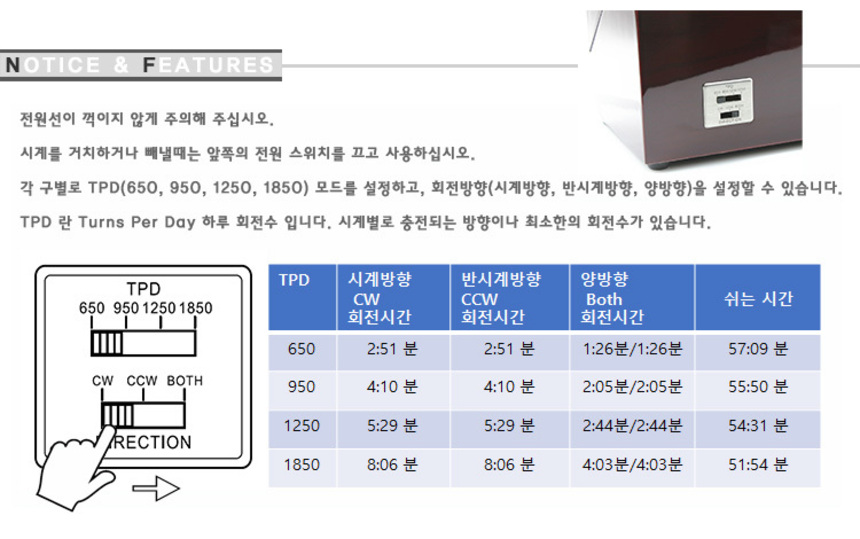 NOTICE & FEATURES
전원선이 꺽이지 않게 주의해 주십시오.
시계를 거치하거나 빼낼때는 앞쪽의 전원 스위치를 끄고 사용하십시오.
각 구별로 TPD(650, 950, 1250, 1850) 모드를 설정하고, 회전방향(시계방향, 반시계방향, 양방향)을 설정할 수 있습니다.
TPD 란 Turns Per Day 하루 회전수 입니다. 시계별로 충전되는 방향이나 최소한의 회전수가 있습니다.
TPD
650 950 1250 1850
CW CCW BOTH
IRECTION
TPD 시계방향 CW 회전시간 반시계방향 CCW 회전시간 양방향 Both 회전시간 쉬는 시간
650 2:51 분 2:51 분 1:26분/1:26분 57:09 분
950 4:10 분 4:10 분 2:05분/2:05분 55:50 분
1250 5:29 분 5:29 분 2:44분/2:44분 54:31 분
1850 8:06 분 8:06 분 4:03분/4:03분 51:54 분